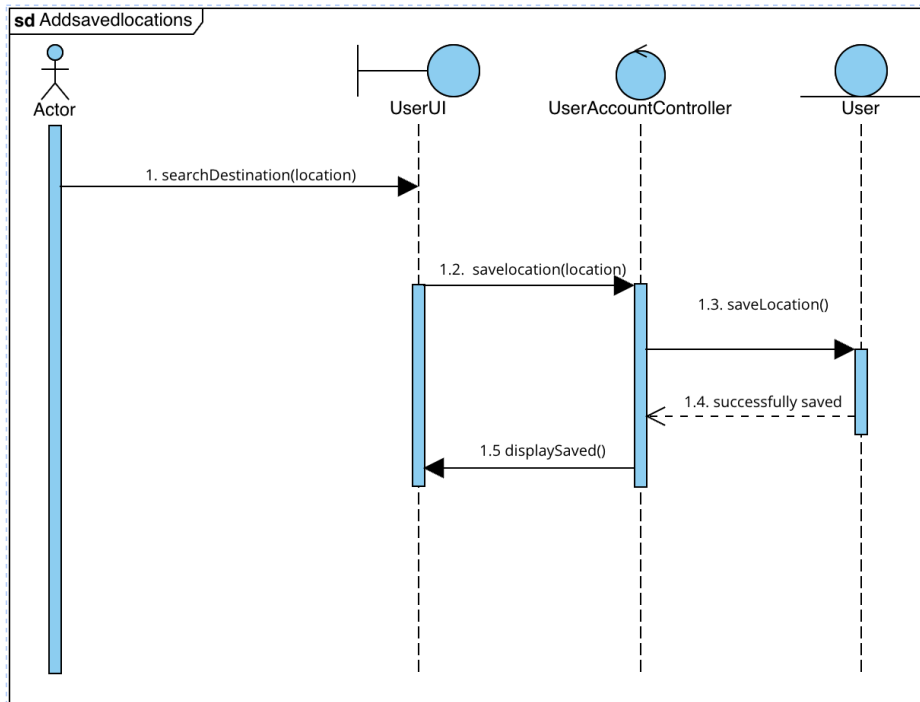 sd Addsavedlocations
Actor
UserUI
UserAccountController
User
1. searchDestination(location)
1.2. savelocation(location)
1.3. saveLocation()
1.4. successfully saved
1.5 displaySaved()